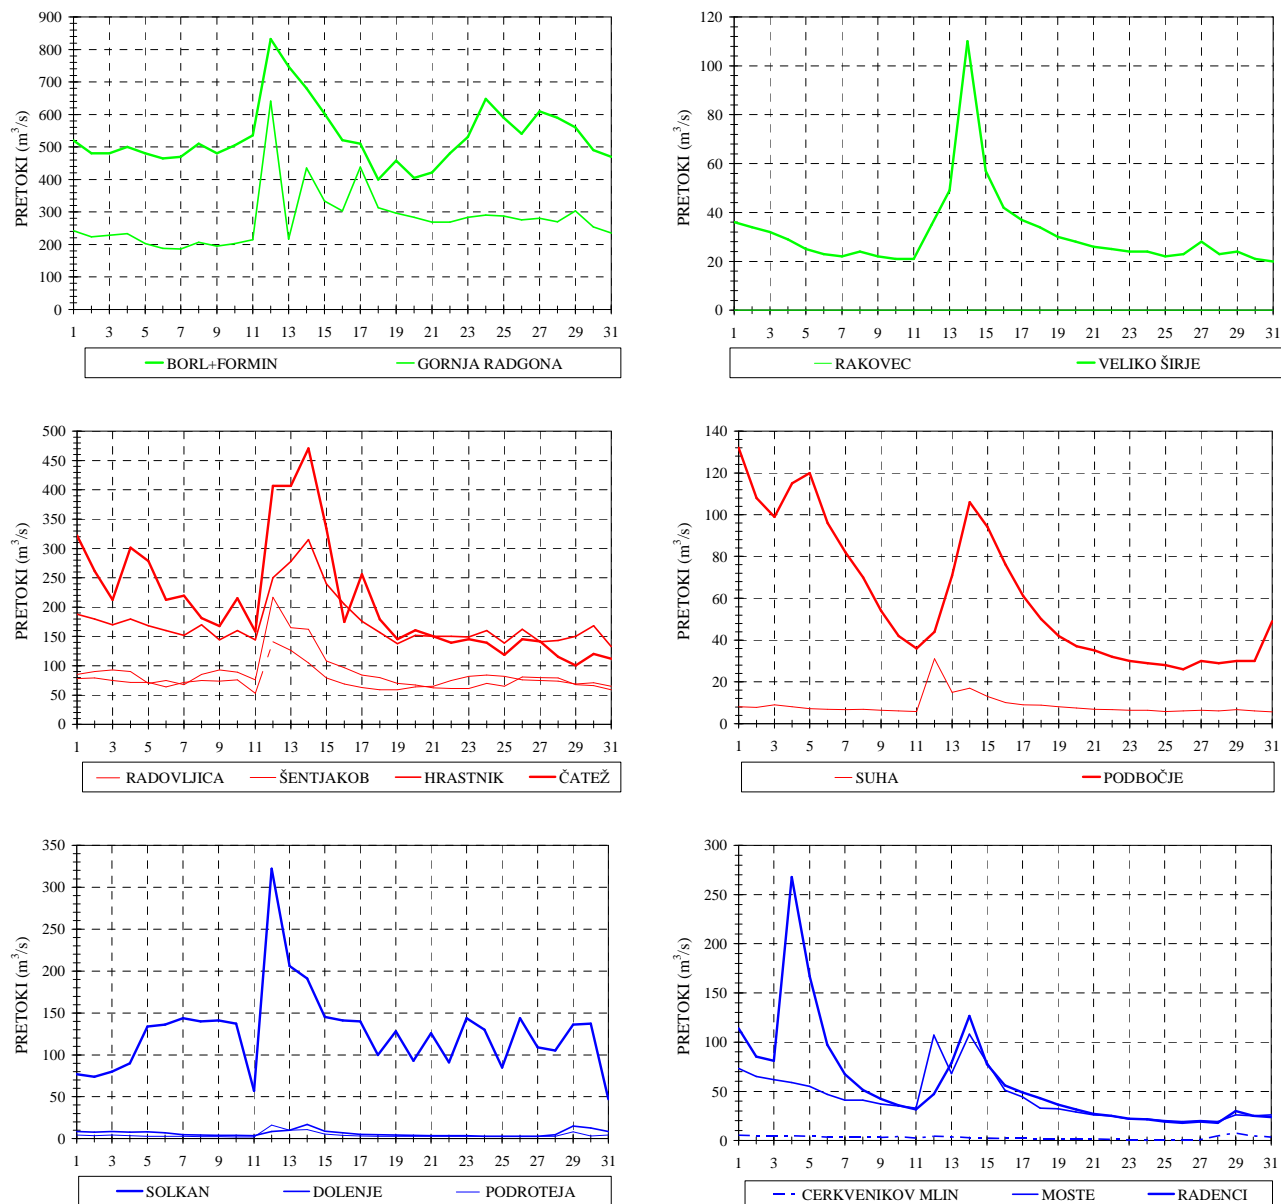 PRETOKI (m³/s)
900
800
700
600
500
400
300
200
100
0
1 3 5 7 9 11 13 15 17 19 21 23 25 27 29 31
BORL+FORMIN GORNJA RADGONA
PRETOKI (m³/s)
120
100
80
60
40
20
0
1 3 5 7 9 11 13 15 17 19 21 23 25 27 29 31
RAKOVEC VELIKO ŠIRJE
PRETOKI (m³/s)
500
450
400
350
300
250
200
150
100
50
0
1 3 5 7 9 11 13 15 17 19 21 23 25 27 29 31
RADOVLJICA ŠENTJAKOB HRASTNIK ČATEŽ
PRETOKI (m³/s)
140
120
100
80
60
40
20
0
1 3 5 7 9 11 13 15 17 19 21 23 25 27 29 31
SUHA PODBOČJE
PRETOKI (m³/s)
350
300
250
200
150
100
50
0
1 3 5 7 9 11 13 15 17 19 21 23 25 27 29 31
SOLKAN DOLENJE PODROTEJA
PRETOKI (m³/s)
300
250
200
150
100
50
0
1 3 5 7 9 11 13 15 17 19 21 23 25 27 29 31
CERKVENIKOV MLIN MOSTE RADENCI